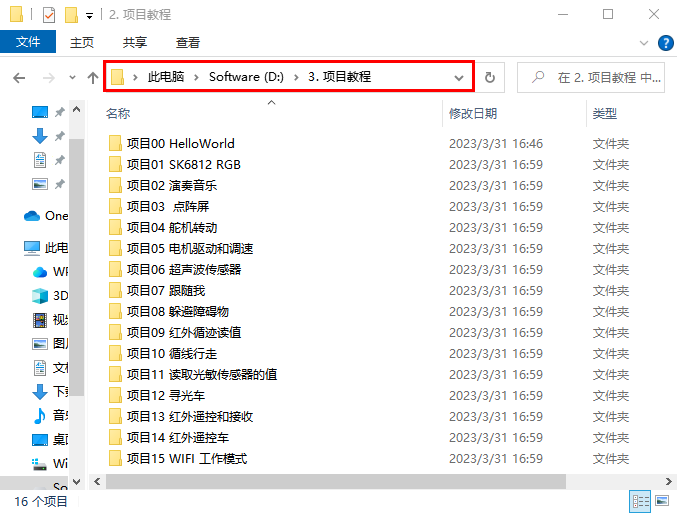 2. 项目教程
文件 主页 共享 查看
此电脑 Software (D:) 3. 项目教程 在 2. 项目教程 中...
名称 修改日期 类型
项目00 HelloWorld 2023/3/31 16:46 文件夹
项目01 SK6812 RGB 2023/3/31 16:59 文件夹
项目02 演奏音乐 2023/3/31 16:59 文件夹
项目03 点阵屏 2023/3/31 16:59 文件夹
项目04 舵机转动 2023/3/31 16:59 文件夹
One 项目05 电机驱动和调速 2023/3/31 16:59 文件夹
此电 项目06 超声波传感器 2023/3/31 16:59 文件夹
WP 项目07 跟随我 2023/3/31 16:59 文件夹
3D 项目08 躲避障碍物 2023/3/31 16:59 文件夹
视频 项目09 红外循迹读值 2023/3/31 16:59 文件夹
图片 项目10 循线行走 2023/3/31 16:59 文件夹
文档 项目11 读取光敏传感器的值 2023/3/31 16:59 文件夹
下载 项目12 寻光车 2023/3/31 16:59 文件夹
音乐 项目13 红外遥控和接收 2023/3/31 16:59 文件夹
桌面 项目14 红外遥控车 2023/3/31 16:59 文件夹
Wi 项目15 WIFI 工作模式 2023/3/31 16:59 文件夹
So
16 个项目